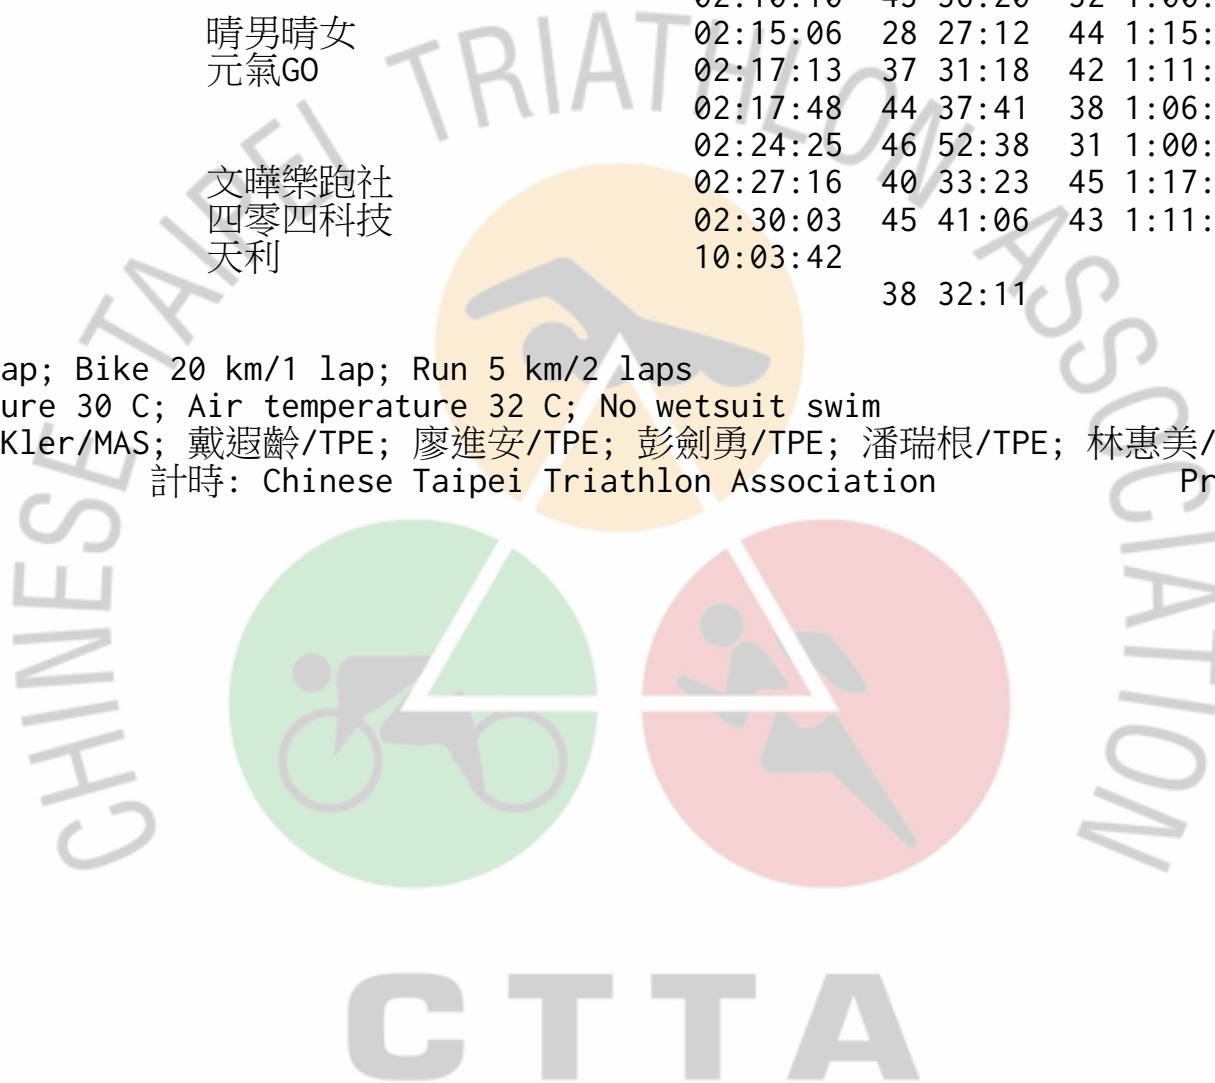 晴男晴女 02:15:06 28 27:12 44 1:15:
元氣GO 02:17:13 37 31:18 42 1:11:
02:17:48 44 37:41 38 1:06:
02:24:25 46 52:38 31 1:00:
文曄樂跑社 02:27:16 40 33:23 45 1:17:
四零四科技 02:30:03 45 41:06 43 1:11:
天利 10:03:42
38 32:11
ap; Bike 20 km/1 lap; Run 5 km/2 laps
ure 30 C; Air temperature 32 C; No wetsuit swim
Kler/MAS; 戴遐齡/TPE; 廖進安/TPE; 彭劍勇/TPE; 潘瑞根/TPE; 林惠美/
計時: Chinese Taipei Triathlon Association Pr
CHINESE TAIPEI TRIATHLON ASSOCIATION
CTTA